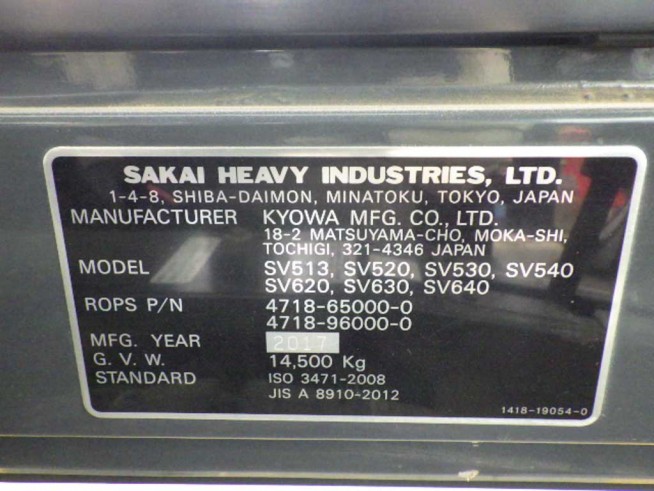 SAKAI HEAVY INDUSTRIES, LTD.
1-4-8, SHIBA-DAIMON, MINATOKU, TOKYO, JAPAN
MANUFACTURER KYOWA MFG. CO., LTD.
18-2 MATSUYAMA-CHO, MOKA-SHI,
TOCHIGI, 321-4346 JAPAN
MODEL SV513, SV520, SV530, SV540
SV620, SV630, SV640
ROPS P/N 4718-65000-0
4718-96000-0
MFG. YEAR 2017
G. V. W. 14,500 Kg
STANDARD ISO 3471-2008
JIS A 8910-2012
1418-19054-0